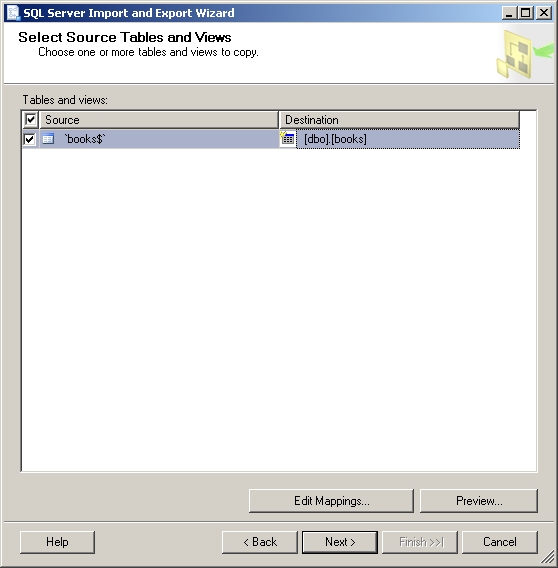 SQL Server Import and Export Wizard
Select Source Tables and Views
Choose one or more tables and views to copy.
Tables and views:
Source Destination
`books$` [dbo].[books]
Edit Mappings... Preview...
Help < Back Next > Finish >>| Cancel